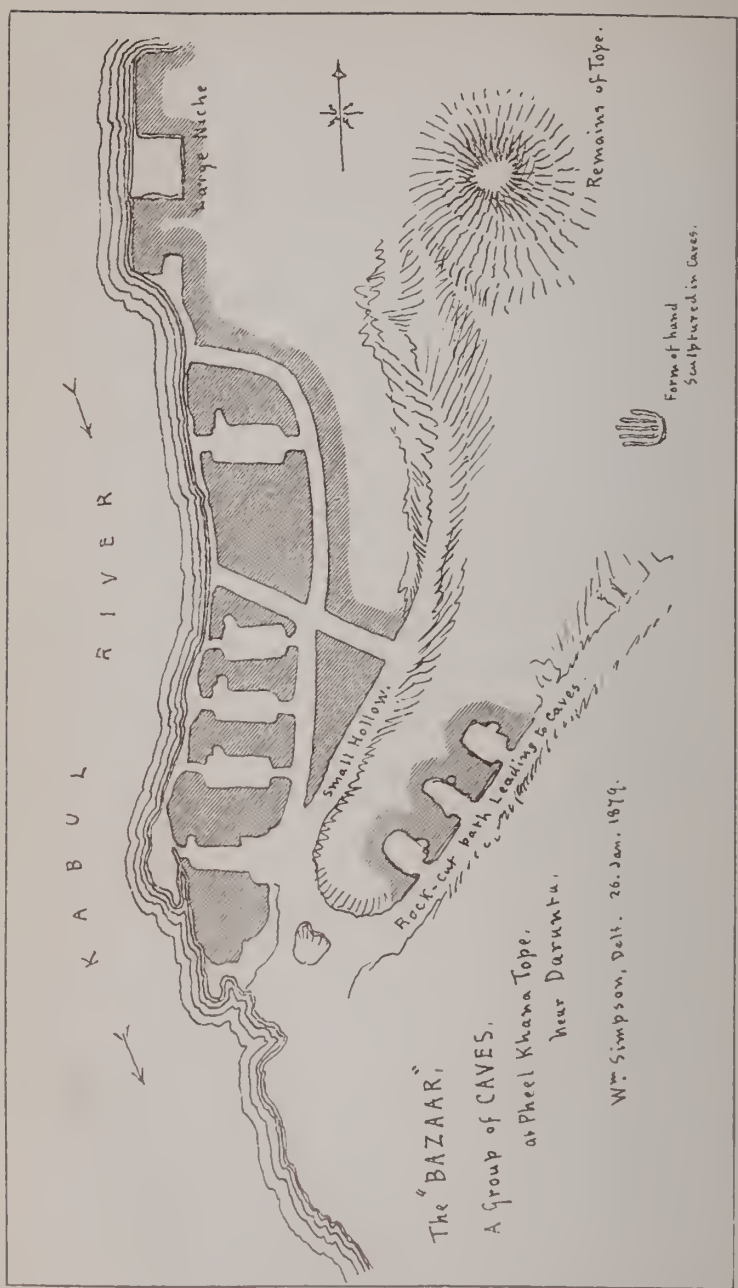 KABUL RIVER
Large Niche
Remains of Tope.
Small Hollow.
Rock-cut path Leading to Caves.
Form of hand
Sculptured in Caves.
The "BAZAAR,"
A Group of CAVES.
at Pheel Khana Tope.
near Darunta.
Wm Simpson, Delt. 26. Jan. 1879.